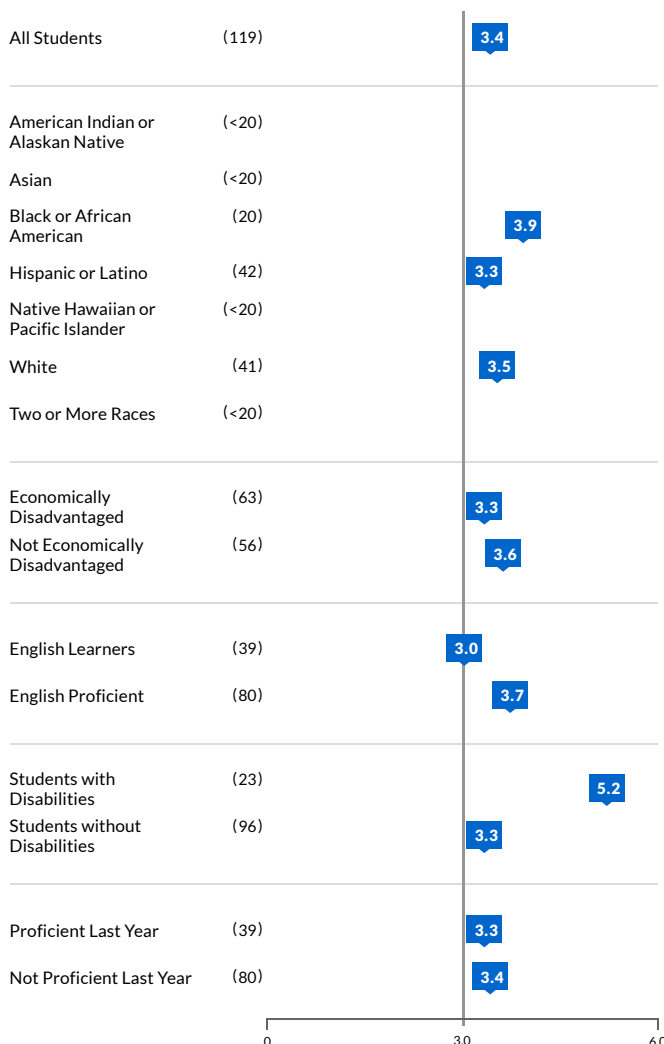 All Students (119) 3.4
American Indian or (<20)
Alaskan Native
Asian (<20)
Black or African (20) 3.9
American
Hispanic or Latino (42) 3.3
Native Hawaiian or (<20)
Pacific Islander
White (41) 3.5
Two or More Races (<20)
Economically (63) 3.3
Disadvantaged
Not Economically (56) 3.6
Disadvantaged
English Learners (39) 3.0
English Proficient (80) 3.7
Students with (23) 5.2
Disabilities
Students without (96) 3.3
Disabilities
Proficient Last Year (39) 3.3
Not Proficient Last Year (80) 3.4
0 3.0 6.0